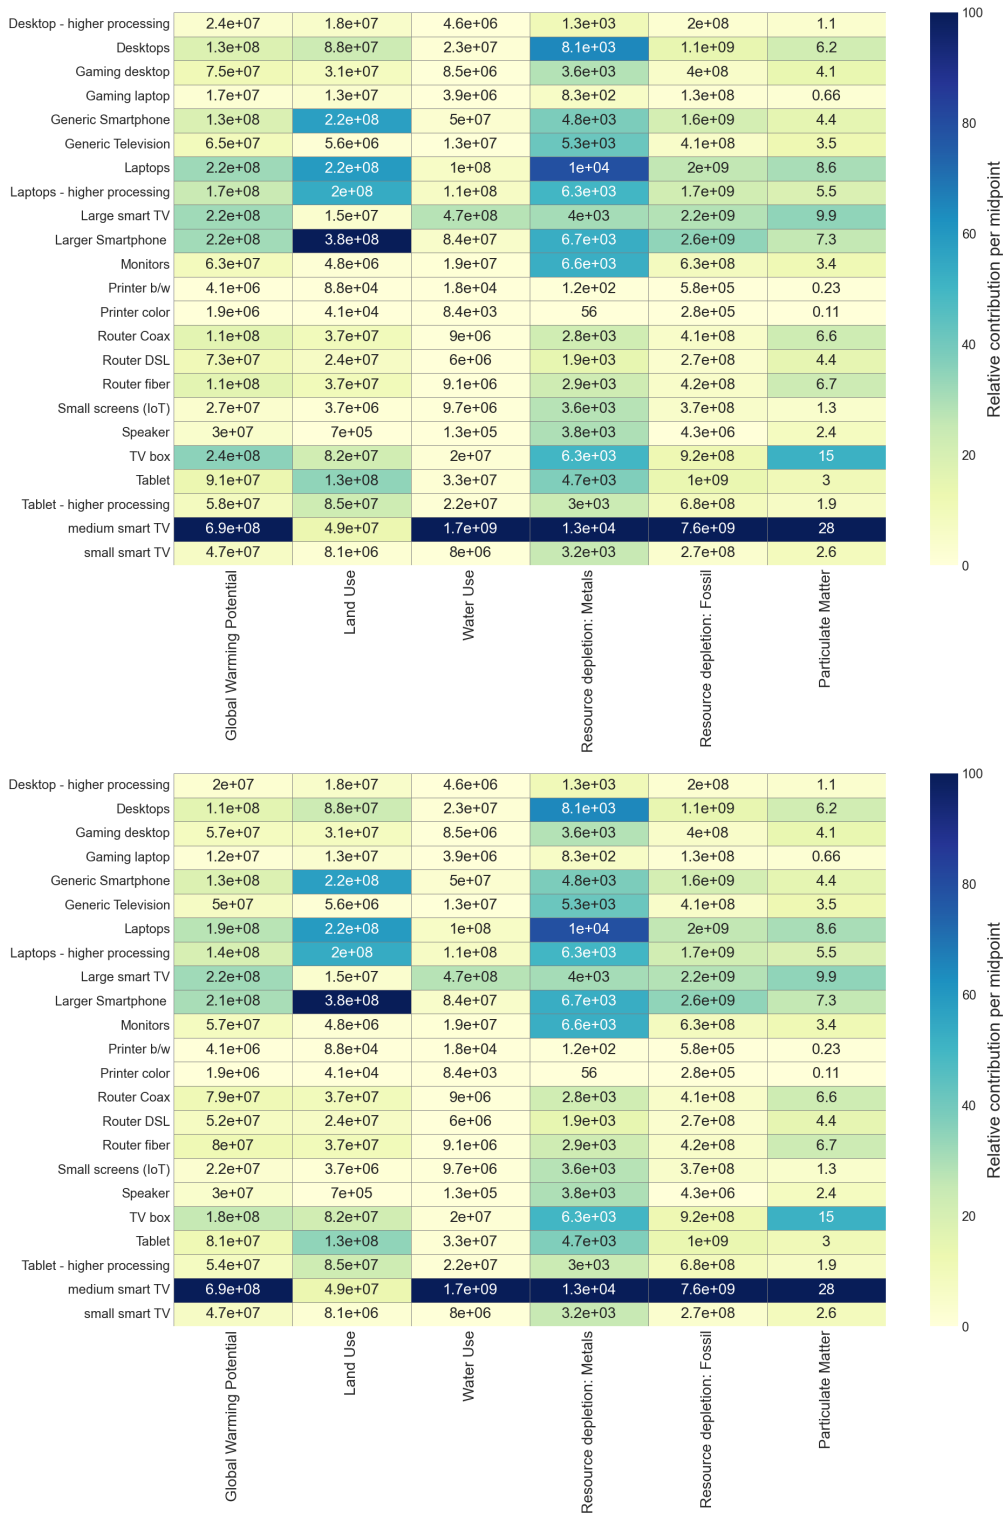 Desktop - higher processing 2.4e+07 1.8e+07 4.6e+06 1.3e+03 2e+08 1.1
Desktops 1.3e+08 8.8e+07 2.3e+07 8.1e+03 1.1e+09 6.2
Gaming desktop 7.5e+07 3.1e+07 8.5e+06 3.6e+03 4e+08 4.1
Gaming laptop 1.7e+07 1.3e+07 3.9e+06 8.3e+02 1.3e+08 0.66
Generic Smartphone 1.3e+08 2.2e+08 5e+07 4.8e+03 1.6e+09 4.4
Generic Television 6.5e+07 5.6e+06 1.3e+07 5.3e+03 4.1e+08 3.5
Laptops 2.2e+08 2.2e+08 1e+08 1e+04 2e+09 8.6
Laptops - higher processing 1.7e+08 2e+08 1.1e+08 6.3e+03 1.7e+09 5.5
Large smart TV 2.2e+08 1.5e+07 4.7e+08 4e+03 2.2e+09 9.9
Larger Smartphone 2.2e+08 3.8e+08 8.4e+07 6.7e+03 2.6e+09 7.3
Monitors 6.3e+07 4.8e+06 1.9e+07 6.6e+03 6.3e+08 3.4
Printer b/w 4.1e+06 8.8e+04 1.8e+04 1.2e+02 5.8e+05 0.23
Printer color 1.9e+06 4.1e+04 8.4e+03 56 2.8e+05 0.11
Router Coax 1.1e+08 3.7e+07 9e+06 2.8e+03 4.1e+08 6.6
Router DSL 7.3e+07 2.4e+07 6e+06 1.9e+03 2.7e+08 4.4
Router fiber 1.1e+08 3.7e+07 9.1e+06 2.9e+03 4.2e+08 6.7
Small screens (IoT) 2.7e+07 3.7e+06 9.7e+06 3.6e+03 3.7e+08 1.3
Speaker 3e+07 7e+05 1.3e+05 3.8e+03 4.3e+06 2.4
TV box 2.4e+08 8.2e+07 2e+07 6.3e+03 9.2e+08 15
Tablet 9.1e+07 1.3e+08 3.3e+07 4.7e+03 1e+09 3
Tablet - higher processing 5.8e+07 8.5e+07 2.2e+07 3e+03 6.8e+08 1.9
medium smart TV 6.9e+08 4.9e+07 1.7e+09 1.3e+04 7.6e+09 28
small smart TV 4.7e+07 8.1e+06 8e+06 3.2e+03 2.7e+08 2.6
Global Warming Potential
Land Use
Water Use
Resource depletion: Metals
Resource depletion: Fossil
Particulate Matter
100
80
60
40
20
0
Relative contribution per midpoint
Desktop - higher processing 2e+07 1.8e+07 4.6e+06 1.3e+03 2e+08 1.1
Desktops 1.1e+08 8.8e+07 2.3e+07 8.1e+03 1.1e+09 6.2
Gaming desktop 5.7e+07 3.1e+07 8.5e+06 3.6e+03 4e+08 4.1
Gaming laptop 1.2e+07 1.3e+07 3.9e+06 8.3e+02 1.3e+08 0.66
Generic Smartphone 1.3e+08 2.2e+08 5e+07 4.8e+03 1.6e+09 4.4
Generic Television 5e+07 5.6e+06 1.3e+07 5.3e+03 4.1e+08 3.5
Laptops 1.9e+08 2.2e+08 1e+08 1e+04 2e+09 8.6
Laptops - higher processing 1.4e+08 2e+08 1.1e+08 6.3e+03 1.7e+09 5.5
Large smart TV 2.2e+08 1.5e+07 4.7e+08 4e+03 2.2e+09 9.9
Larger Smartphone 2.1e+08 3.8e+08 8.4e+07 6.7e+03 2.6e+09 7.3
Monitors 5.7e+07 4.8e+06 1.9e+07 6.6e+03 6.3e+08 3.4
Printer b/w 4.1e+06 8.8e+04 1.8e+04 1.2e+02 5.8e+05 0.23
Printer color 1.9e+06 4.1e+04 8.4e+03 56 2.8e+05 0.11
Router Coax 7.9e+07 3.7e+07 9e+06 2.8e+03 4.1e+08 6.6
Router DSL 5.2e+07 2.4e+07 6e+06 1.9e+03 2.7e+08 4.4
Router fiber 8e+07 3.7e+07 9.1e+06 2.9e+03 4.2e+08 6.7
Small screens (IoT) 2.2e+07 3.7e+06 9.7e+06 3.6e+03 3.7e+08 1.3
Speaker 3e+07 7e+05 1.3e+05 3.8e+03 4.3e+06 2.4
TV box 1.8e+08 8.2e+07 2e+07 6.3e+03 9.2e+08 15
Tablet 8.1e+07 1.3e+08 3.3e+07 4.7e+03 1e+09 3
Tablet - higher processing 5.4e+07 8.5e+07 2.2e+07 3e+03 6.8e+08 1.9
medium smart TV 6.9e+08 4.9e+07 1.7e+09 1.3e+04 7.6e+09 28
small smart TV 4.7e+07 8.1e+06 8e+06 3.2e+03 2.7e+08 2.6
Global Warming Potential
Land Use
Water Use
Resource depletion: Metals
Resource depletion: Fossil
Particulate Matter
100
80
60
40
20
0
Relative contribution per midpoint